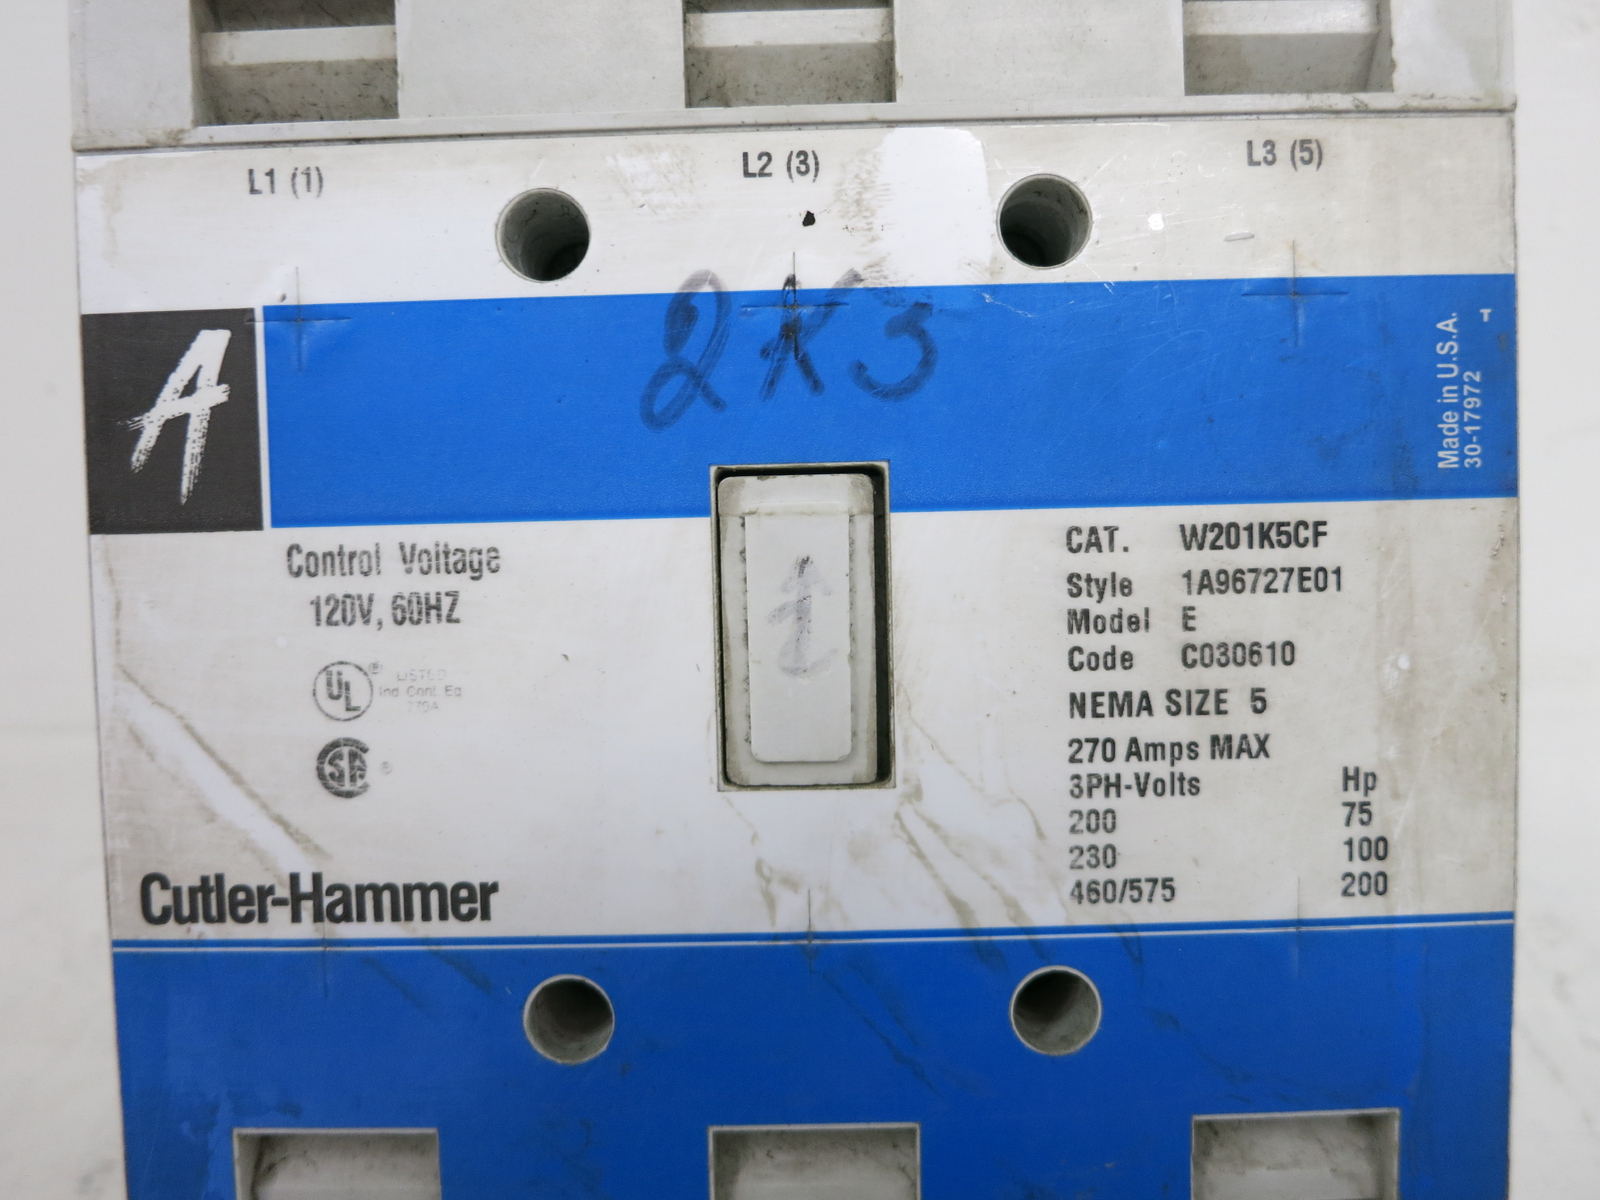 L1 (1)
L2 (3)
L3 (5)
2K3
A
Made in U.S.A.
30-17972
T
Control Voltage
120V, 60HZ
UL ®
LISTED
Ind Cont. Eq
SA ®
Cutler-Hammer
CAT. W201K5CF
Style 1A96727E01
Model E
Code C030610
NEMA SIZE 5
270 Amps MAX
3PH-Volts Hp
200 75
230 100
460/575 200